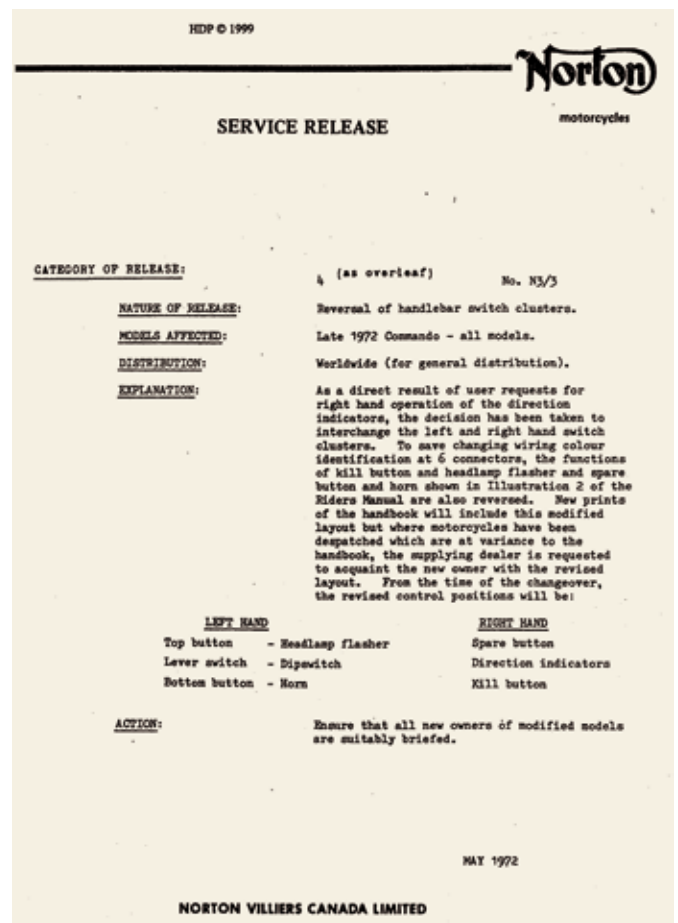 HDP © 1999
Norton
motorcycles
SERVICE RELEASE
CATEGORY OF RELEASE: 4 (as overleaf) No. N3/3
NATURE OF RELEASE: Reversal of handlebar switch clusters.
MODELS AFFECTED: Late 1972 Commando - all models.
DISTRIBUTION: Worldwide (for general distribution).
EXPLANATION: As a direct result of user requests for
right hand operation of the direction
indicators, the decision has been taken to
interchange the left and right hand switch
clusters. To save changing wiring colour
identification at 6 connectors, the functions
of kill button and headlamp flasher and spare
button and horn shown in Illustration 2 of the
Riders Manual are also reversed. New prints
of the handbook will include this modified
layout but where motorcycles have been
despatched which are at variance to the
handbook, the supplying dealer is requested
to acquaint the new owner with the revised
layout. From the time of the changeover,
the revised control positions will be:
LEFT HAND RIGHT HAND
Top button - Headlamp flasher Spare button
Lever switch - Dipswitch Direction indicators
Bottom button - Horn Kill button
ACTION: Ensure that all new owners of modified models
are suitably briefed.
MAY 1972
NORTON VILLIERS CANADA LIMITED